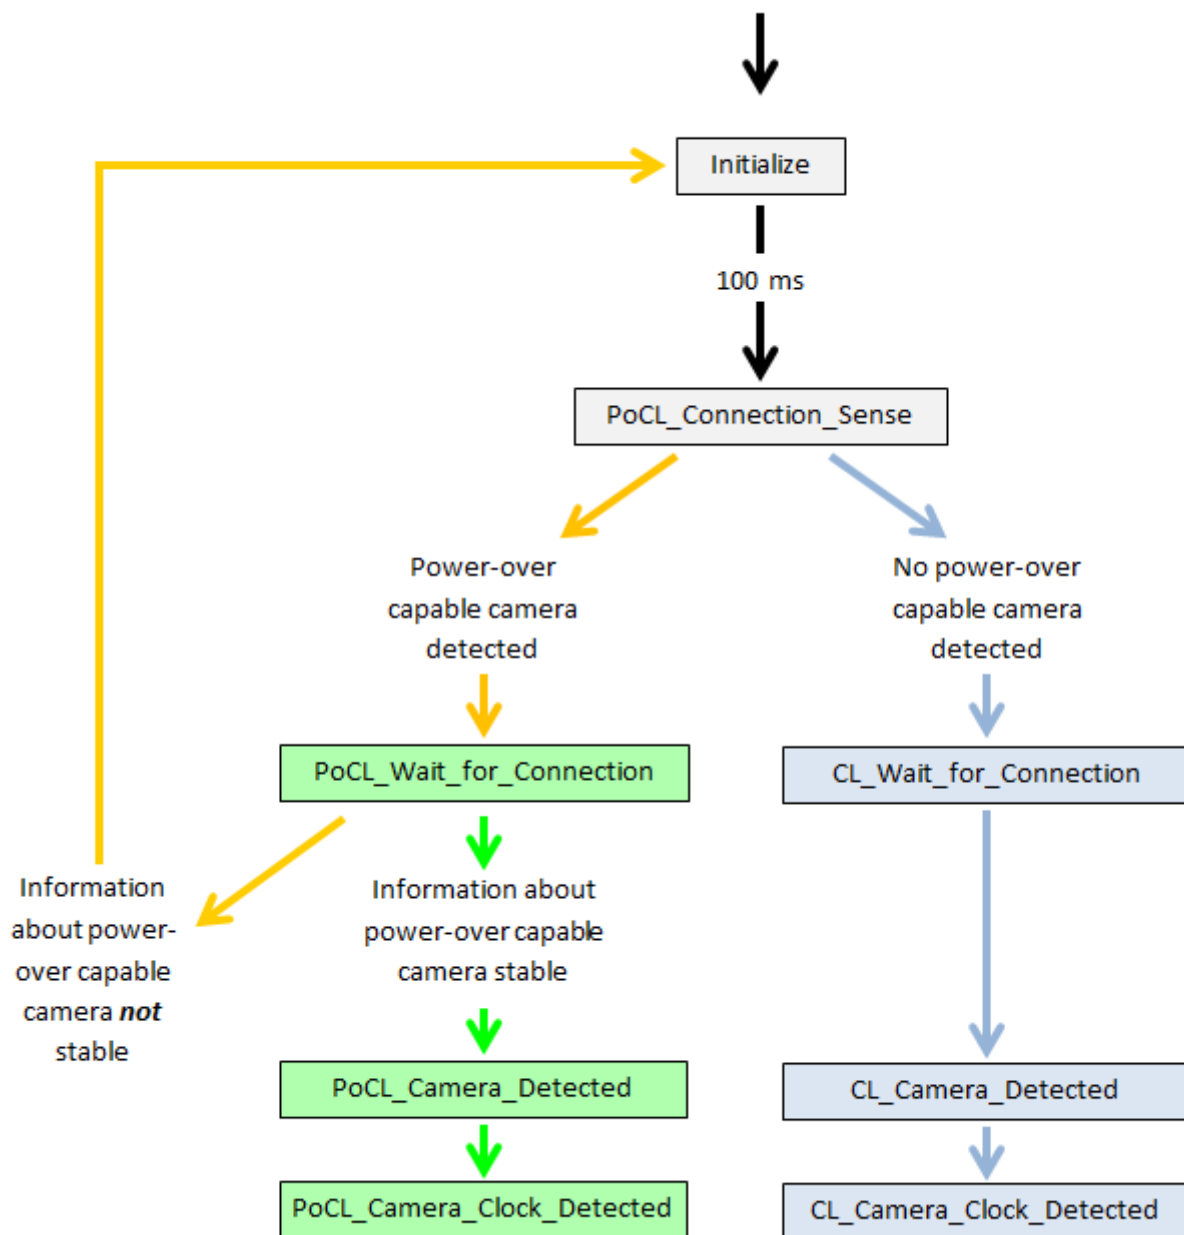 Initialize
100 ms
PoCL_Connection_Sense
Power-over
capable camera
detected
No power-over
capable camera
detected
PoCL_Wait_for_Connection
CL_Wait_for_Connection
Information
about power-
over capable
camera not
stable
Information about
power-over capable
camera stable
PoCL_Camera_Detected
CL_Camera_Detected
PoCL_Camera_Clock_Detected
CL_Camera_Clock_Detected